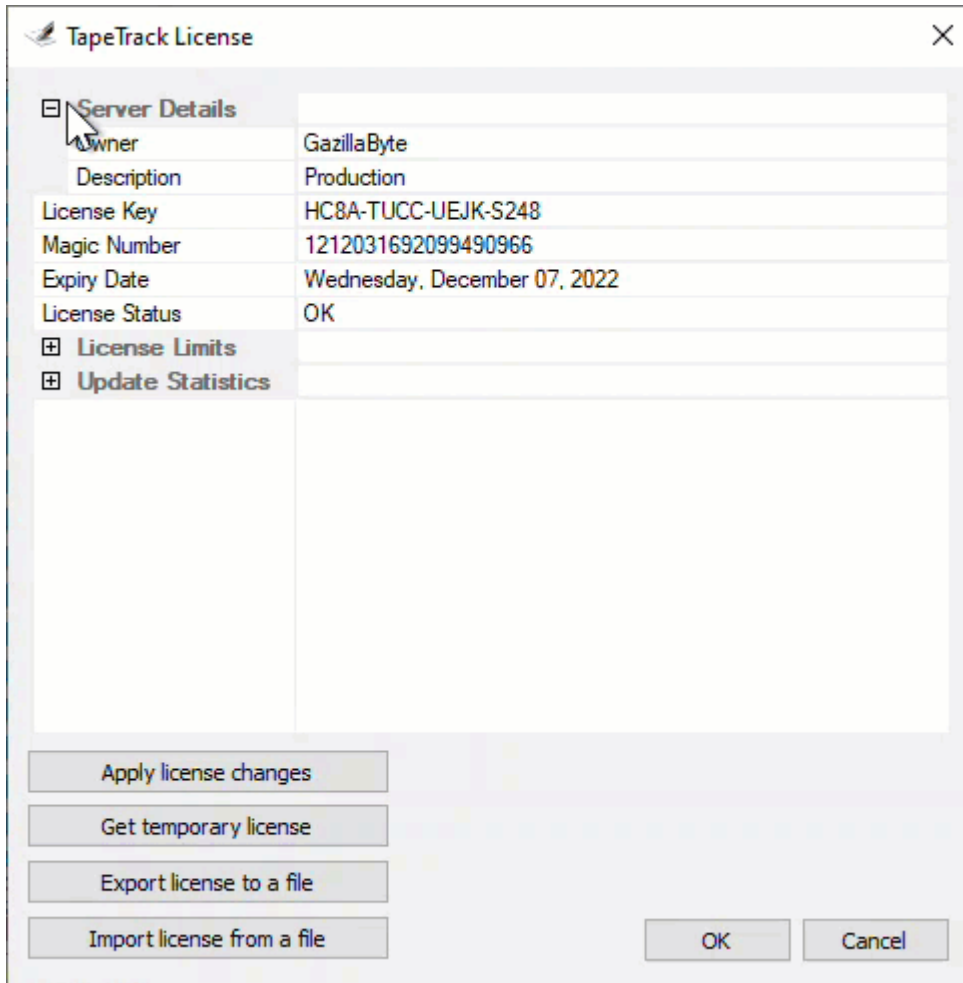 TapeTrack License
Server Details
Owner GazillaByte
Description Production
License Key HC8A-TUCC-UEJK-S248
Magic Number 1212031692099490966
Expiry Date Wednesday, December 07, 2022
License Status OK
License Limits
Update Statistics
Apply license changes
Get temporary license
Export license to a file
Import license from a file
OK Cancel